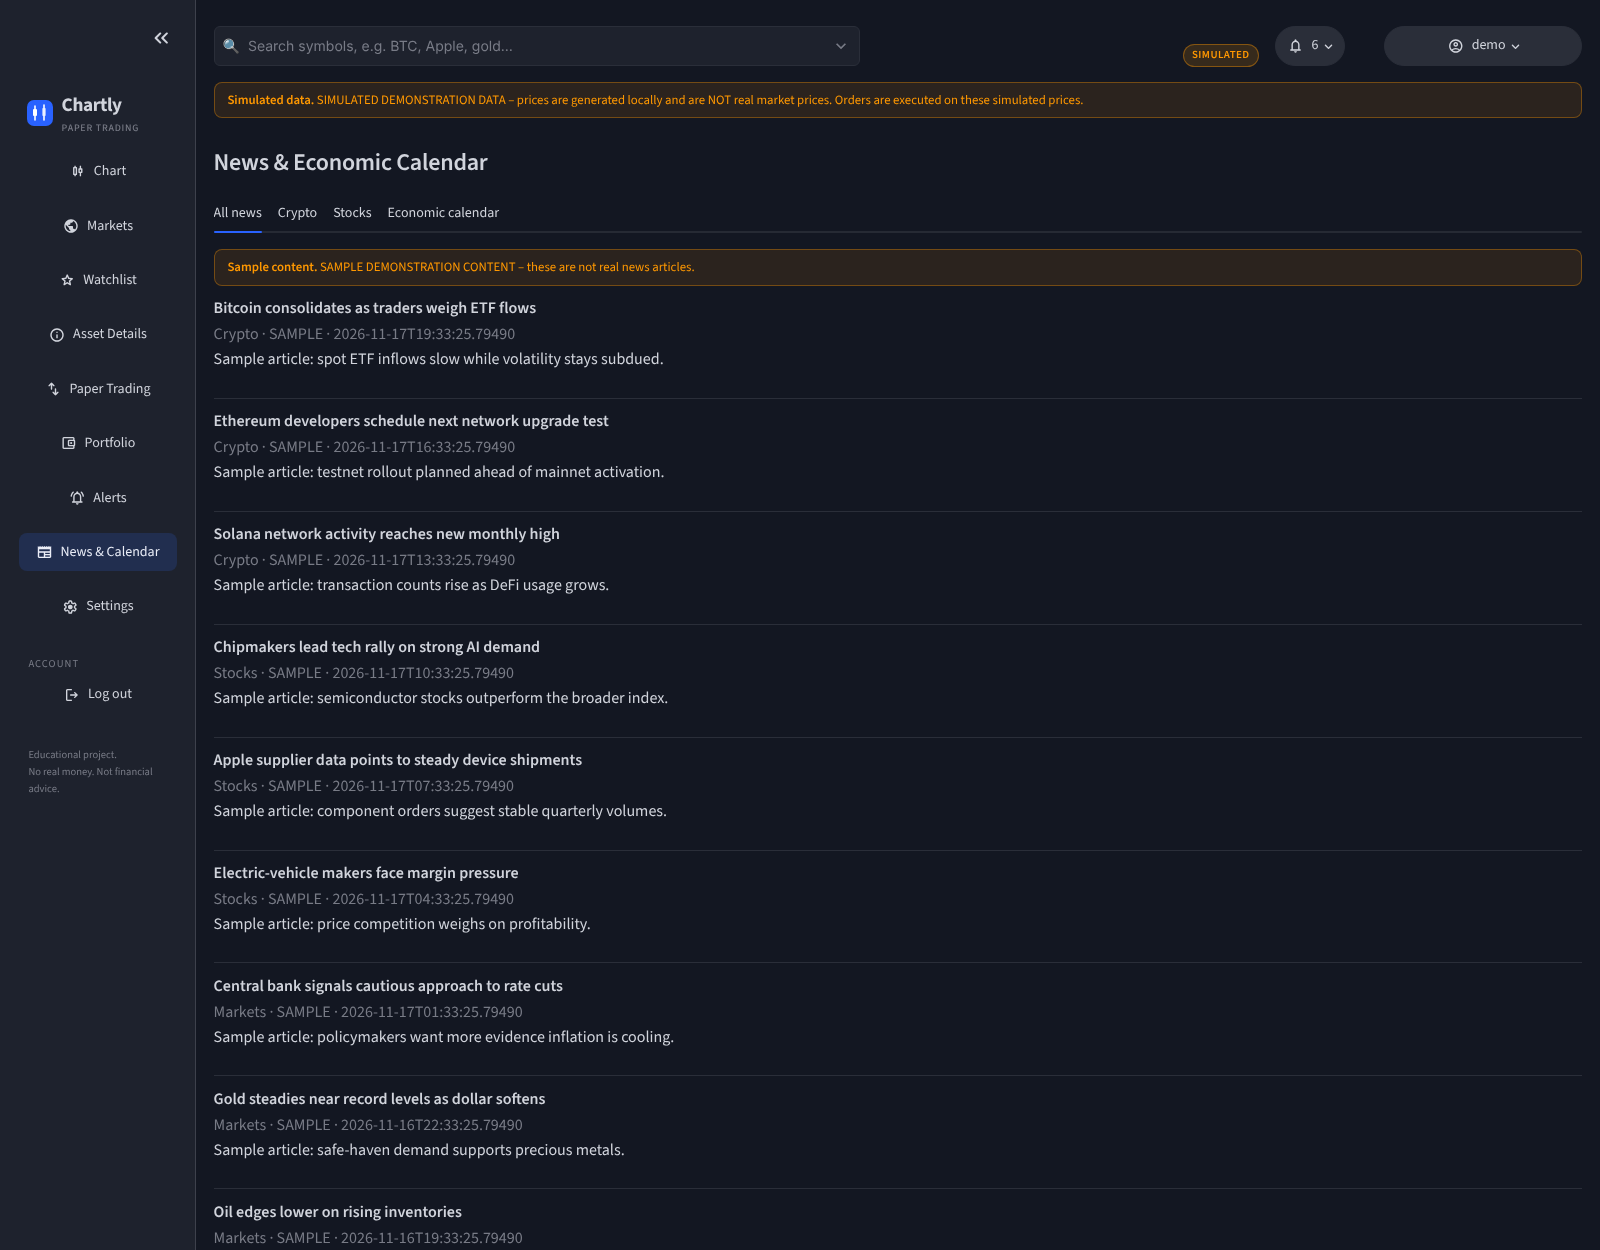 Search symbols, e.g. BTC, Apple, gold...
SIMULATED
6
demo
Chartly
PAPER TRADING
Chart
Markets
Watchlist
Asset Details
Paper Trading
Portfolio
Alerts
News & Calendar
Settings
ACCOUNT
Log out
Educational project.
No real money. Not financial
advice.
Simulated data. SIMULATED DEMONSTRATION DATA – prices are generated locally and are NOT real market prices. Orders are executed on these simulated prices.
News & Economic Calendar
All news Crypto Stocks Economic calendar
Sample content. SAMPLE DEMONSTRATION CONTENT – these are not real news articles.
Bitcoin consolidates as traders weigh ETF flows
Crypto · SAMPLE · 2026-11-17T19:33:25.79490
Sample article: spot ETF inflows slow while volatility stays subdued.
Ethereum developers schedule next network upgrade test
Crypto · SAMPLE · 2026-11-17T16:33:25.79490
Sample article: testnet rollout planned ahead of mainnet activation.
Solana network activity reaches new monthly high
Crypto · SAMPLE · 2026-11-17T13:33:25.79490
Sample article: transaction counts rise as DeFi usage grows.
Chipmakers lead tech rally on strong AI demand
Stocks · SAMPLE · 2026-11-17T10:33:25.79490
Sample article: semiconductor stocks outperform the broader index.
Apple supplier data points to steady device shipments
Stocks · SAMPLE · 2026-11-17T07:33:25.79490
Sample article: component orders suggest stable quarterly volumes.
Electric-vehicle makers face margin pressure
Stocks · SAMPLE · 2026-11-17T04:33:25.79490
Sample article: price competition weighs on profitability.
Central bank signals cautious approach to rate cuts
Markets · SAMPLE · 2026-11-17T01:33:25.79490
Sample article: policymakers want more evidence inflation is cooling.
Gold steadies near record levels as dollar softens
Markets · SAMPLE · 2026-11-16T22:33:25.79490
Sample article: safe-haven demand supports precious metals.
Oil edges lower on rising inventories
Markets · SAMPLE · 2026-11-16T19:33:25.79490